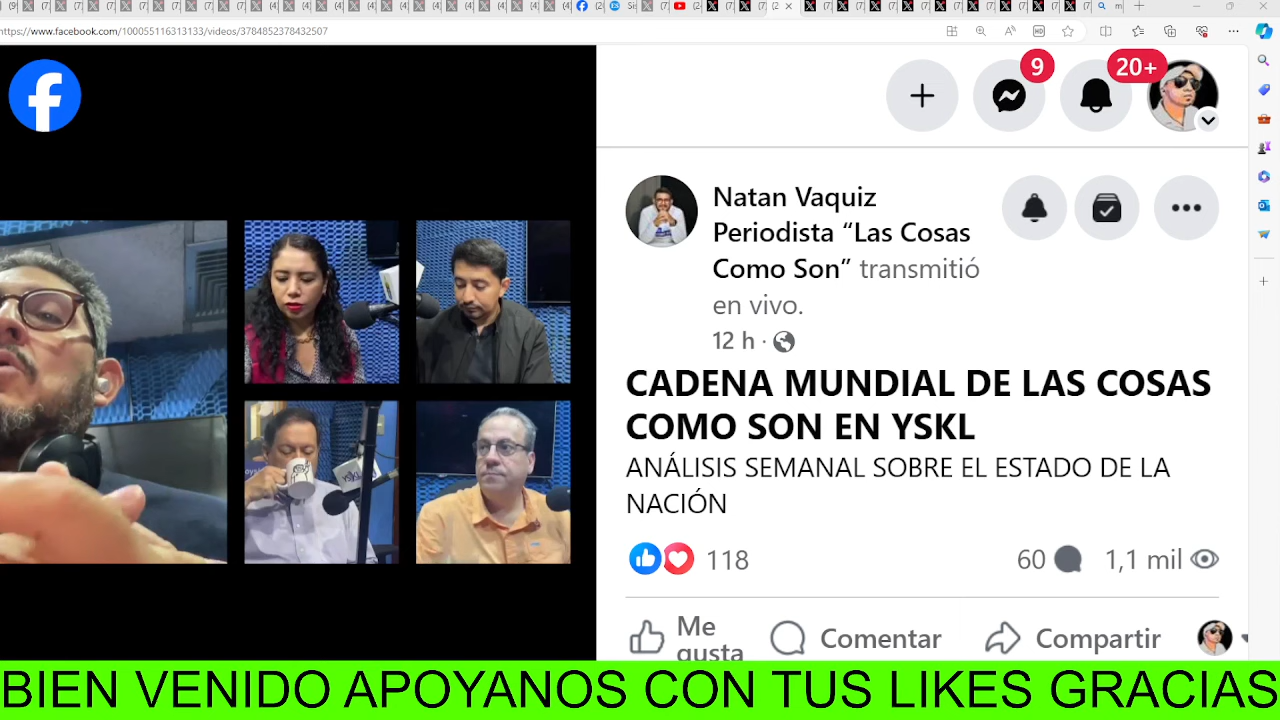 https://www.facebook.com/100055116313133/videos/3784852378432507
9
20+
Natan Vaquiz
Periodista “Las Cosas
Como Son” transmitió
en vivo.
12 h ·
CADENA MUNDIAL DE LAS COSAS
COMO SON EN YSKL
ANÁLISIS SEMANAL SOBRE EL ESTADO DE LA
NACIÓN
118
60
1,1 mil
Me
gusta
Comentar
Compartir
BIEN VENIDO APOYANOS CON TUS LIKES GRACIAS